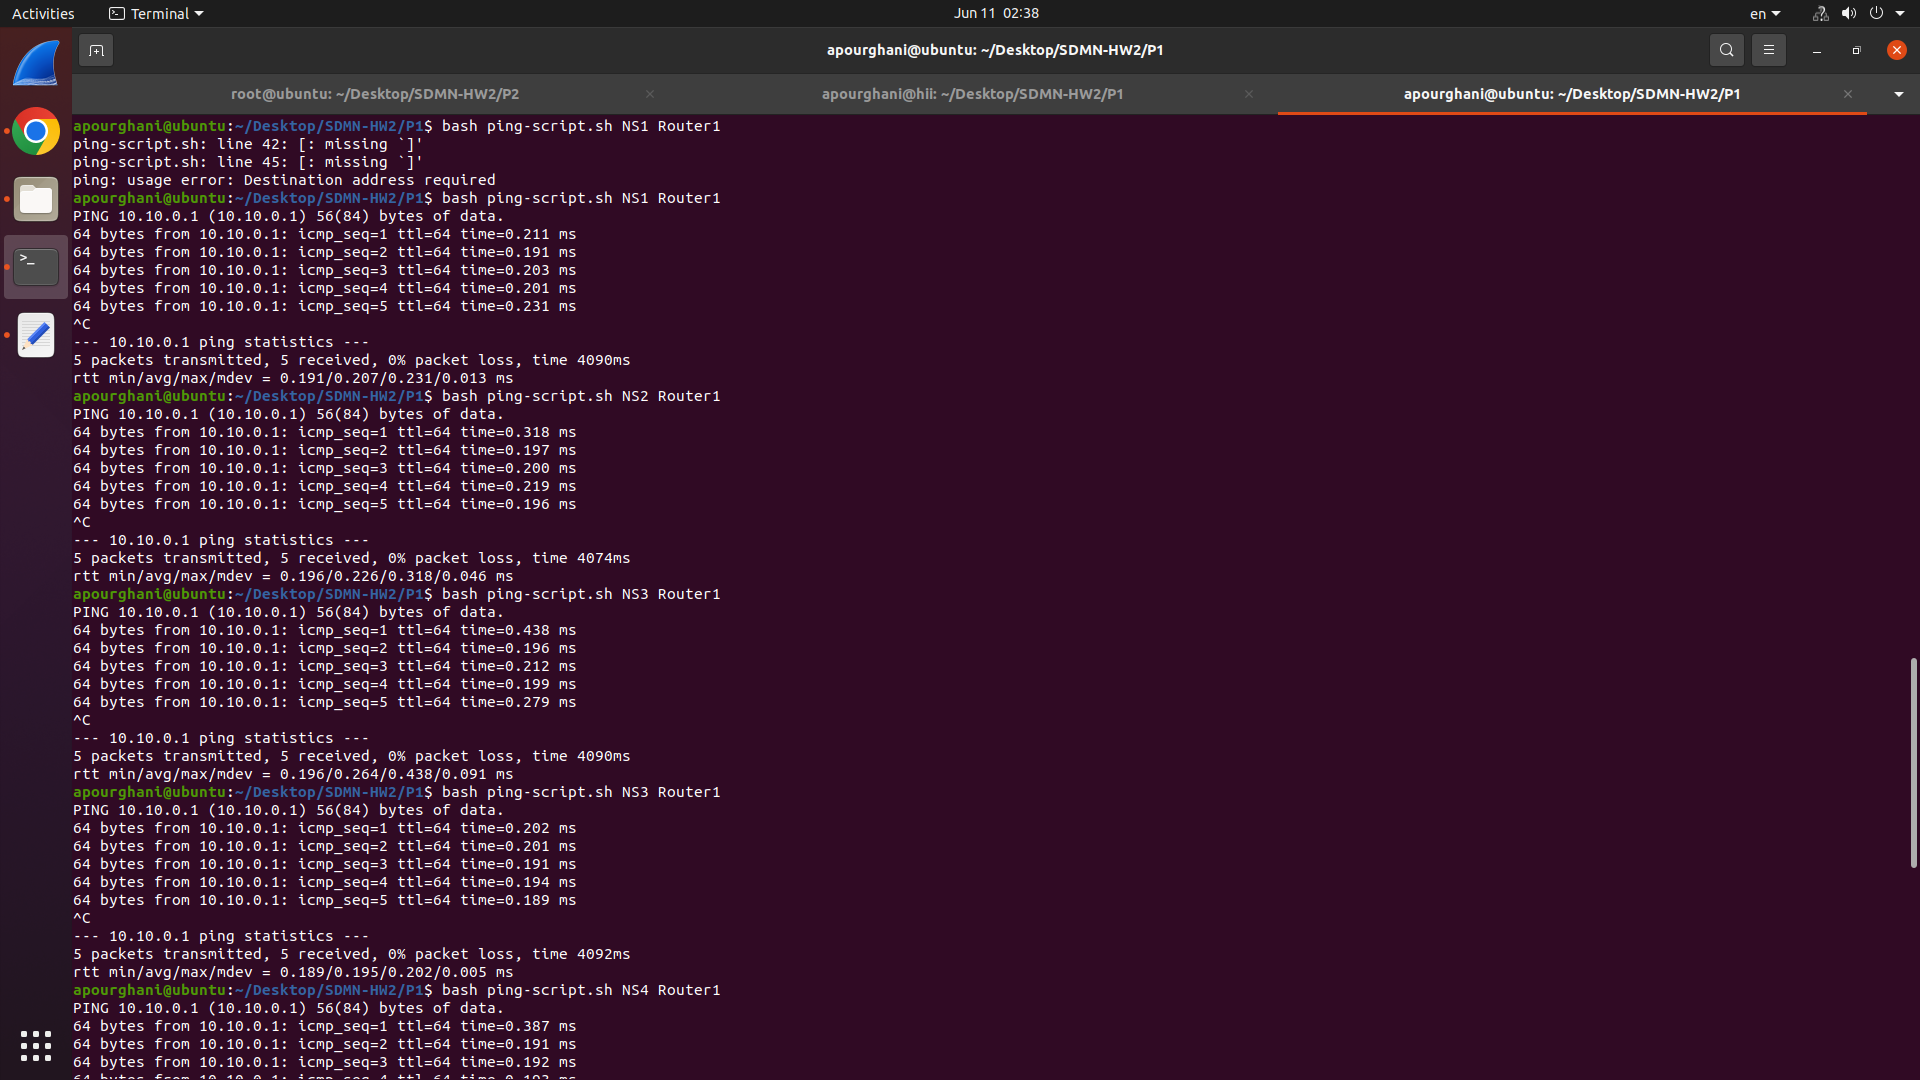 Activities
Terminal
Jun 11 02:38
en
apourghani@ubuntu: ~/Desktop/SDMN-HW2/P1
root@ubuntu: ~/Desktop/SDMN-HW2/P2
apourghani@hii: ~/Desktop/SDMN-HW2/P1
apourghani@ubuntu: ~/Desktop/SDMN-HW2/P1
apourghani@ubuntu:~/Desktop/SDMN-HW2/P1$ bash ping-script.sh NS1 Router1
ping-script.sh: line 42: [: missing `]'
ping-script.sh: line 45: [: missing `]'
ping: usage error: Destination address required
apourghani@ubuntu:~/Desktop/SDMN-HW2/P1$ bash ping-script.sh NS1 Router1
PING 10.10.0.1 (10.10.0.1) 56(84) bytes of data.
64 bytes from 10.10.0.1: icmp_seq=1 ttl=64 time=0.211 ms
64 bytes from 10.10.0.1: icmp_seq=2 ttl=64 time=0.191 ms
64 bytes from 10.10.0.1: icmp_seq=3 ttl=64 time=0.203 ms
64 bytes from 10.10.0.1: icmp_seq=4 ttl=64 time=0.201 ms
64 bytes from 10.10.0.1: icmp_seq=5 ttl=64 time=0.231 ms
^C
--- 10.10.0.1 ping statistics ---
5 packets transmitted, 5 received, 0% packet loss, time 4090ms
rtt min/avg/max/mdev = 0.191/0.207/0.231/0.013 ms
apourghani@ubuntu:~/Desktop/SDMN-HW2/P1$ bash ping-script.sh NS2 Router1
PING 10.10.0.1 (10.10.0.1) 56(84) bytes of data.
64 bytes from 10.10.0.1: icmp_seq=1 ttl=64 time=0.318 ms
64 bytes from 10.10.0.1: icmp_seq=2 ttl=64 time=0.197 ms
64 bytes from 10.10.0.1: icmp_seq=3 ttl=64 time=0.200 ms
64 bytes from 10.10.0.1: icmp_seq=4 ttl=64 time=0.219 ms
64 bytes from 10.10.0.1: icmp_seq=5 ttl=64 time=0.196 ms
^C
--- 10.10.0.1 ping statistics ---
5 packets transmitted, 5 received, 0% packet loss, time 4074ms
rtt min/avg/max/mdev = 0.196/0.226/0.318/0.046 ms
apourghani@ubuntu:~/Desktop/SDMN-HW2/P1$ bash ping-script.sh NS3 Router1
PING 10.10.0.1 (10.10.0.1) 56(84) bytes of data.
64 bytes from 10.10.0.1: icmp_seq=1 ttl=64 time=0.438 ms
64 bytes from 10.10.0.1: icmp_seq=2 ttl=64 time=0.196 ms
64 bytes from 10.10.0.1: icmp_seq=3 ttl=64 time=0.212 ms
64 bytes from 10.10.0.1: icmp_seq=4 ttl=64 time=0.199 ms
64 bytes from 10.10.0.1: icmp_seq=5 ttl=64 time=0.279 ms
^C
--- 10.10.0.1 ping statistics ---
5 packets transmitted, 5 received, 0% packet loss, time 4090ms
rtt min/avg/max/mdev = 0.196/0.264/0.438/0.091 ms
apourghani@ubuntu:~/Desktop/SDMN-HW2/P1$ bash ping-script.sh NS3 Router1
PING 10.10.0.1 (10.10.0.1) 56(84) bytes of data.
64 bytes from 10.10.0.1: icmp_seq=1 ttl=64 time=0.202 ms
64 bytes from 10.10.0.1: icmp_seq=2 ttl=64 time=0.201 ms
64 bytes from 10.10.0.1: icmp_seq=3 ttl=64 time=0.191 ms
64 bytes from 10.10.0.1: icmp_seq=4 ttl=64 time=0.194 ms
64 bytes from 10.10.0.1: icmp_seq=5 ttl=64 time=0.189 ms
^C
--- 10.10.0.1 ping statistics ---
5 packets transmitted, 5 received, 0% packet loss, time 4092ms
rtt min/avg/max/mdev = 0.189/0.195/0.202/0.005 ms
apourghani@ubuntu:~/Desktop/SDMN-HW2/P1$ bash ping-script.sh NS4 Router1
PING 10.10.0.1 (10.10.0.1) 56(84) bytes of data.
64 bytes from 10.10.0.1: icmp_seq=1 ttl=64 time=0.387 ms
64 bytes from 10.10.0.1: icmp_seq=2 ttl=64 time=0.191 ms
64 bytes from 10.10.0.1: icmp_seq=3 ttl=64 time=0.192 ms